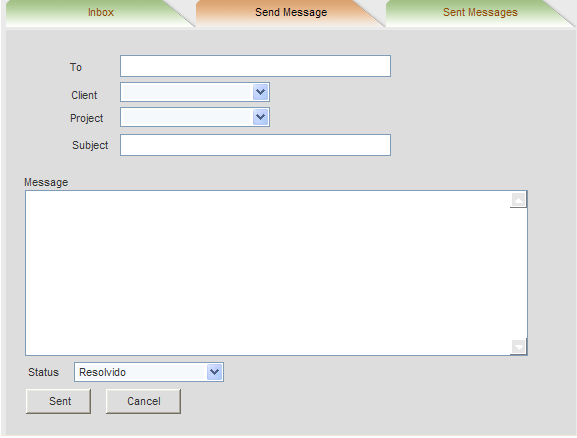 Inbox Send Message Sent Messages
To
Client
Project
Subject
Message
Status Resolvido
Sent Cancel